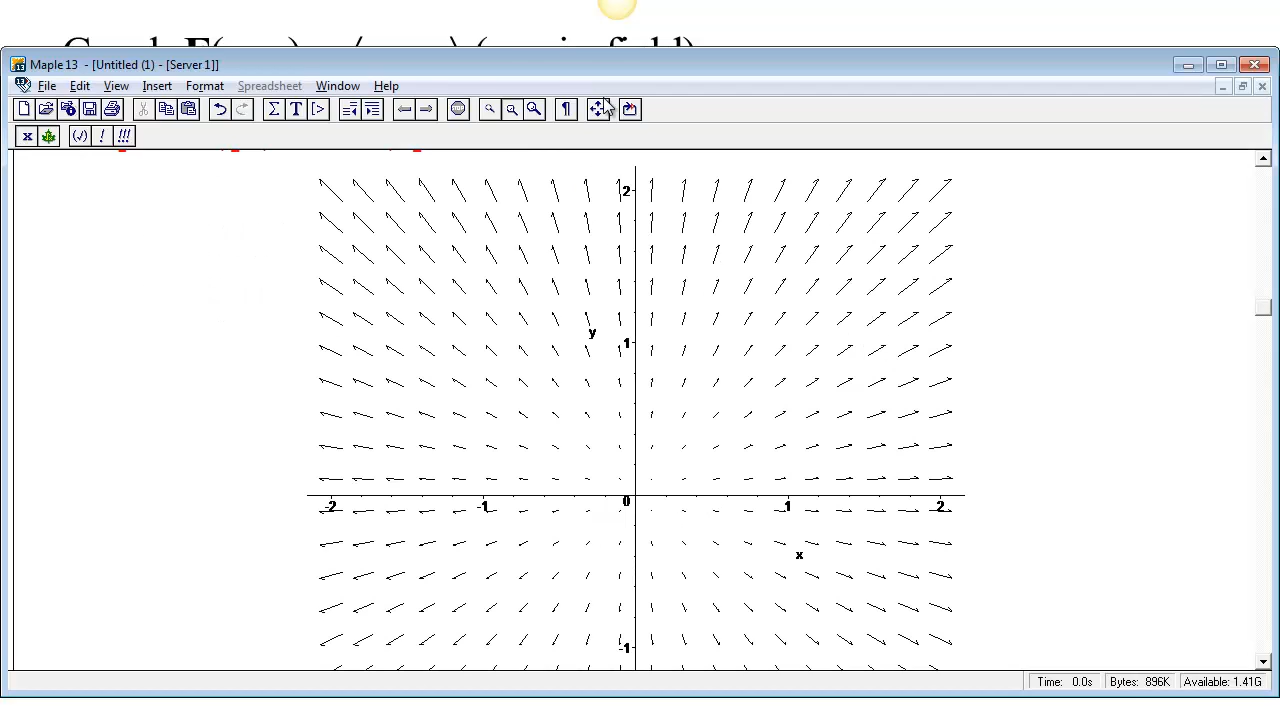 Maple 13 - [Untitled (1) - [Server 1]]
File Edit View Insert Format Spreadsheet Window Help
x (✓) ! !!!
2
y
1
-2 -1 0 1 2
x
-1
Time: 0.0s Bytes: 896K Available: 1.41G